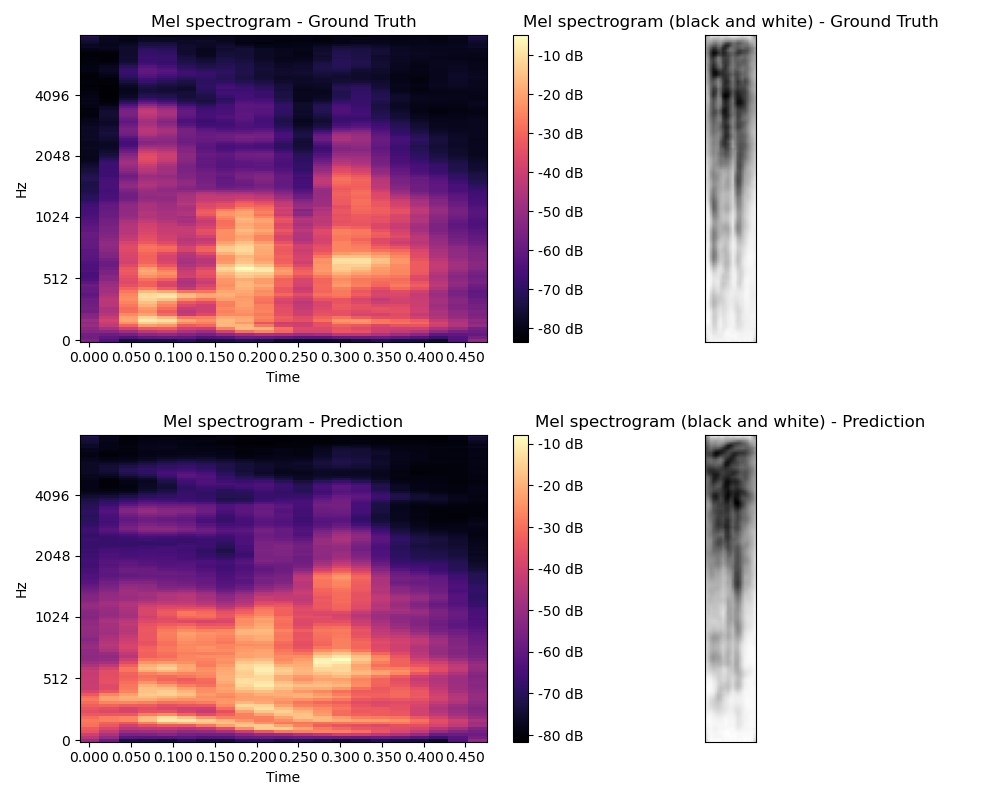 Mel spectrogram - Ground Truth
Mel spectrogram (black and white) - Ground Truth
4096
2048
1024
512
0
Hz
0.000 0.050 0.100 0.150 0.200 0.250 0.300 0.350 0.400 0.450
Time
-10 dB
-20 dB
-30 dB
-40 dB
-50 dB
-60 dB
-70 dB
-80 dB
Mel spectrogram - Prediction
Mel spectrogram (black and white) - Prediction
4096
2048
1024
512
0
Hz
0.000 0.050 0.100 0.150 0.200 0.250 0.300 0.350 0.400 0.450
Time
-10 dB
-20 dB
-30 dB
-40 dB
-50 dB
-60 dB
-70 dB
-80 dB